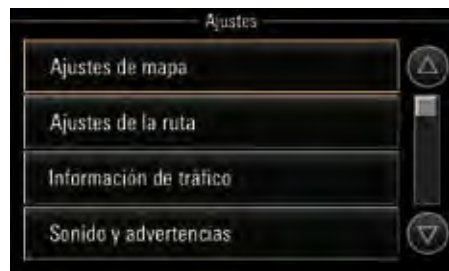 Ajustes
Ajustes de mapa
Ajustes de la ruta
Información de tráfico
Sonido y advertencias